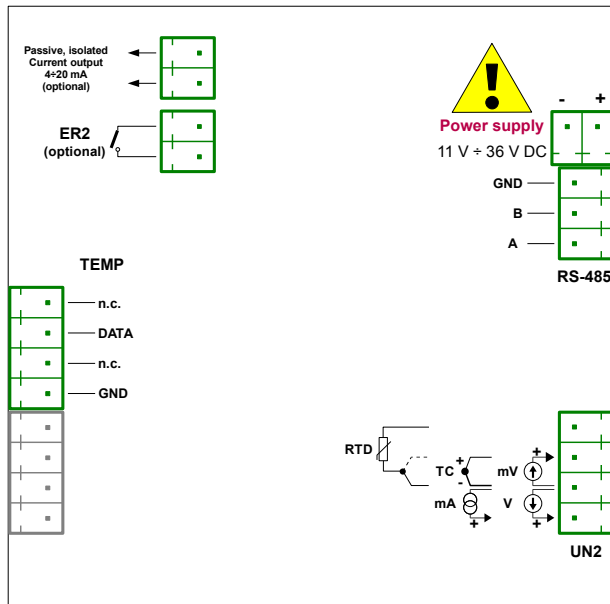 Passive, isolated
Current output
4÷20 mA
(optional)
ER2
(optional)
!
- +
Power supply
11 V ÷ 36 V DC
GND
B
A
RS-485
TEMP
n.c.
DATA
n.c.
GND
RTD
+
TC
-
mA
+
+
mV
V
+
UN2